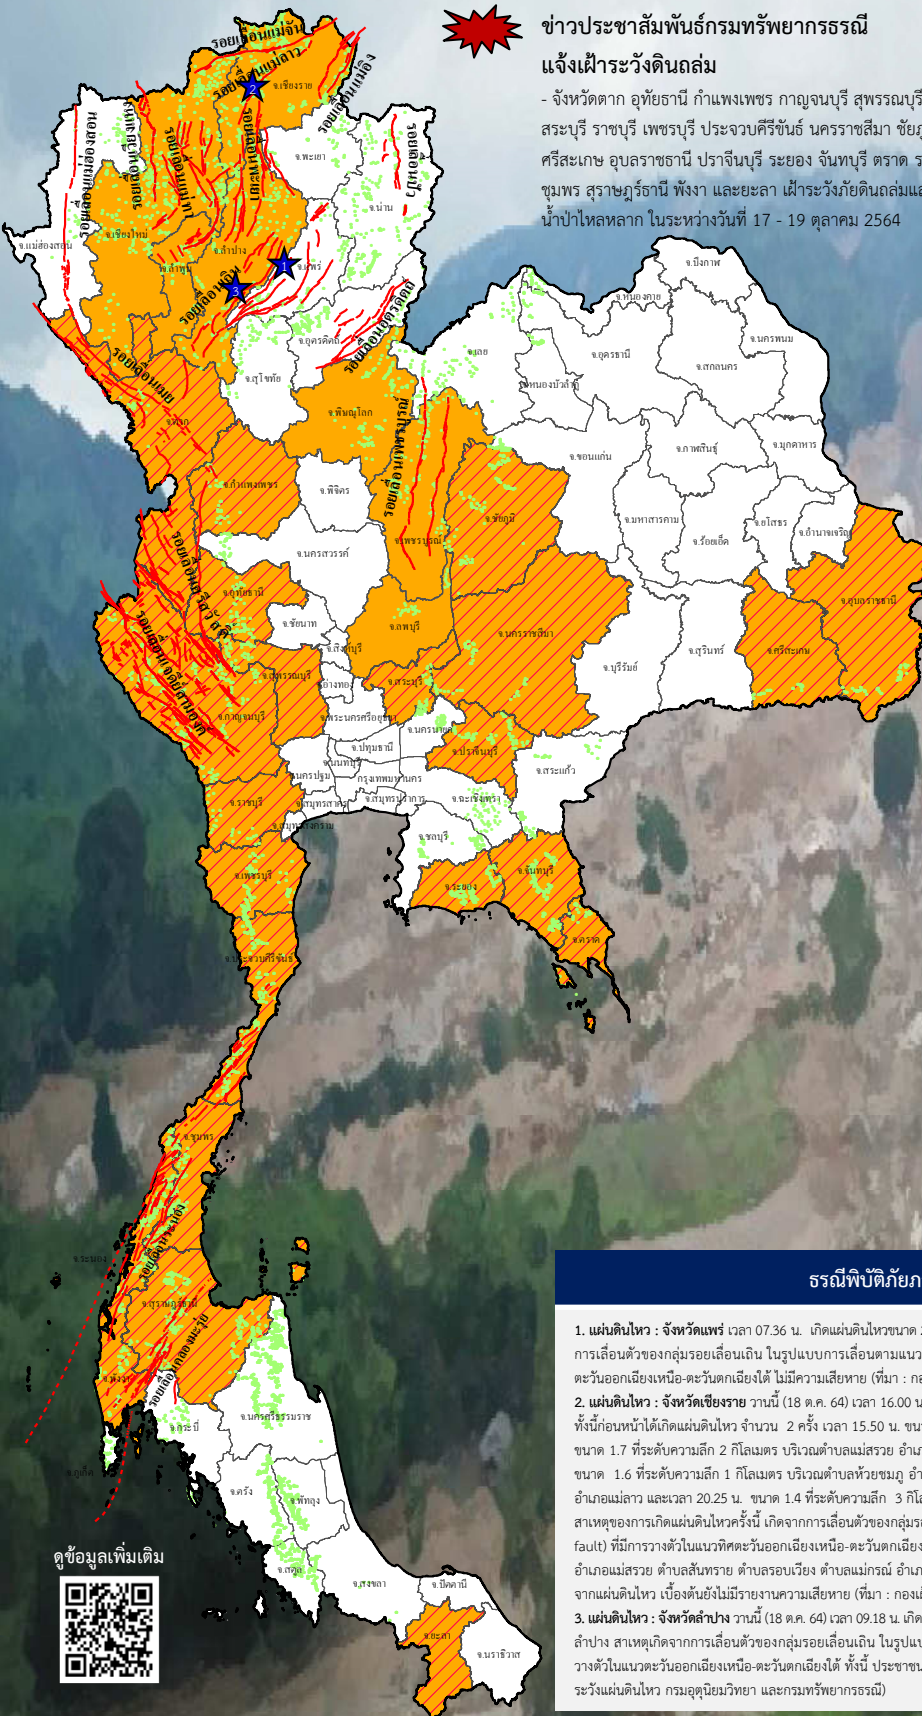 ข่าวประชาสัมพันธ์กรมทรัพยากรธรณี
แจ้งเฝ้าระวังดินถล่ม
- จังหวัดตาก อุทัยธานี กำแพงเพชร กาญจนบุรี สุพรรณบุรี
สระบุรี ราชบุรี เพชรบุรี ประจวบคีรีขันธ์ นครราชสีมา ชัยภู
ศรีสะเกษ อุบลราชธานี ปราจีนบุรี ระยอง จันทบุรี ตราด ร
ชุมพร สุราษฎร์ธานี พังงา และยะลา เฝ้าระวังภัยดินถล่มแล
น้ำป่าไหลหลาก ในระหว่างวันที่ 17 - 19 ตุลาคม 2564
รอยเลื่อนแม่จัน
รอยเลื่อนแม่ลาว
รอยเลื่อนแม่อิง
2
จ.เชียงราย
รอยเลื่อนแม่ฮ่องสอน
รอยเลื่อนเวียงแหง
รอยเลื่อนแม่ทา
รอยเลื่อนพะเยา
จ.พะเยา
รอยเลื่อนปัว
จ.น่าน
จ.แม่ฮ่องสอน
จ.เชียงใหม่
จ.ลำพูน
จ.ลำปาง
1
จ.แพร่
3
รอยเลื่อนเถิน
รอยเลื่อนอุตรดิตถ์
จ.อุตรดิตถ์
จ.บึงกาฬ
จ.หนองคาย
จ.เลย
จ.อุดรธานี
จ.นครพนม
จ.สกลนคร
จ.หนองบัวลำภู
รอยเลื่อนเมย
จ.สุโขทัย
จ.ตาก
จ.พิษณุโลก
รอยเลื่อนเพชรบูรณ์
จ.ขอนแก่น
จ.กาฬสินธุ์
จ.มุกดาหาร
จ.กำแพงเพชร
จ.พิจิตร
จ.เพชรบูรณ์
จ.ชัยภูมิ
จ.มหาสารคาม
จ.ร้อยเอ็ด
จ.ยโสธร
จ.อำนาจเจริญ
จ.นครสวรรค์
รอยเลื่อนศรีสวัสดิ์
จ.อุทัยธานี
จ.ชัยนาท
จ.ลพบุรี
จ.นครราชสีมา
จ.อุบลราชธานี
จ.ศรีสะเกษ
จ.สุรินทร์
จ.บุรีรัมย์
รอยเลื่อนเจดีย์สามองค์
จ.สิงห์บุรี
จ.สุพรรณบุรี
อ่างทอง
จ.สระบุรี
จ.กาญจนบุรี
จ.พระนครศรีอยุธยา
จ.นครนายก
จ.ปราจีนบุรี
จ.ปทุมธานี
จ.นนทบุรี
จ.นครปฐม
กรุงเทพมหานคร
จ.สระแก้ว
จ.ราชบุรี
จ.สมุทรสาคร
จ.สมุทรปราการ
จ.ฉะเชิงเทรา
จ.สมุทรสงคราม
จ.ชลบุรี
จ.เพชรบุรี
จ.ระยอง
จ.จันทบุรี
จ.ตราด
จ.ประจวบคีรีขันธ์
จ.ชุมพร
รอยเลื่อนระนอง
จ.ระนอง
จ.สุราษฎร์ธานี
จ.พังงา
รอยเลื่อนคลองมะรุ่ย
จ.นครศรีธรรมราช
จ.กระบี่
จ.ภูเก็ต
จ.ตรัง
จ.พัทลุง
จ.สตูล
จ.สงขลา
จ.ปัตตานี
จ.ยะลา
จ.นราธิวาส
ดูข้อมูลเพิ่มเติม
ธรณีพิบัติภัยภ
1. แผ่นดินไหว : จังหวัดแพร่ เวลา 07.36 น. เกิดแผ่นดินไหวขนาด
การเลื่อนตัวของกลุ่มรอยเลื่อนเถิน ในรูปแบบการเลื่อนตามแนว
ตะวันออกเฉียงเหนือ-ตะวันตกเฉียงใต้ ไม่มีความเสียหาย (ที่มา : กอ
2. แผ่นดินไหว : จังหวัดเชียงราย วานนี้ (18 ต.ค. 64) เวลา 16.00 น
ทั้งนี้ก่อนหน้าได้เกิดแผ่นดินไหว จำนวน 2 ครั้ง เวลา 15.50 น. ขน
ขนาด 1.7 ที่ระดับความลึก 2 กิโลเมตร บริเวณตำบลแม่สรวย อำเภ
ขนาด 1.6 ที่ระดับความลึก 1 กิโลเมตร บริเวณตำบลห้วยชมภู อำ
อำเภอแม่ลาว และเวลา 20.25 น. ขนาด 1.4 ที่ระดับความลึก 3 กิโล
สาเหตุของการเกิดแผ่นดินไหวครั้งนี้ เกิดจากการเลื่อนตัวของกลุ่มรอ
fault) ที่มีการวางตัวในแนวทิศตะวันออกเฉียงเหนือ-ตะวันตกเฉียง
อำเภอแม่สรวย ตำบลสันทราย ตำบลรอบเวียง ตำบลแม่กรณ์ อำเภ
จากแผ่นดินไหว เบื้องต้นยังไม่มีรายงานความเสียหาย (ที่มา : กองเ
3. แผ่นดินไหว : จังหวัดลำปาง วานนี้ (18 ต.ค. 64) เวลา 09.18 น. เกิด
ลำปาง สาเหตุเกิดจากการเลื่อนตัวของกลุ่มรอยเลื่อนเถิน ในรูปแบ
วางตัวในแนวตะวันออกเฉียงเหนือ-ตะวันตกเฉียงใต้ ทั้งนี้ ประชาชน
ระวังแผ่นดินไหว กรมอุตุนิยมวิทยา และกรมทรัพยากรธรณี)